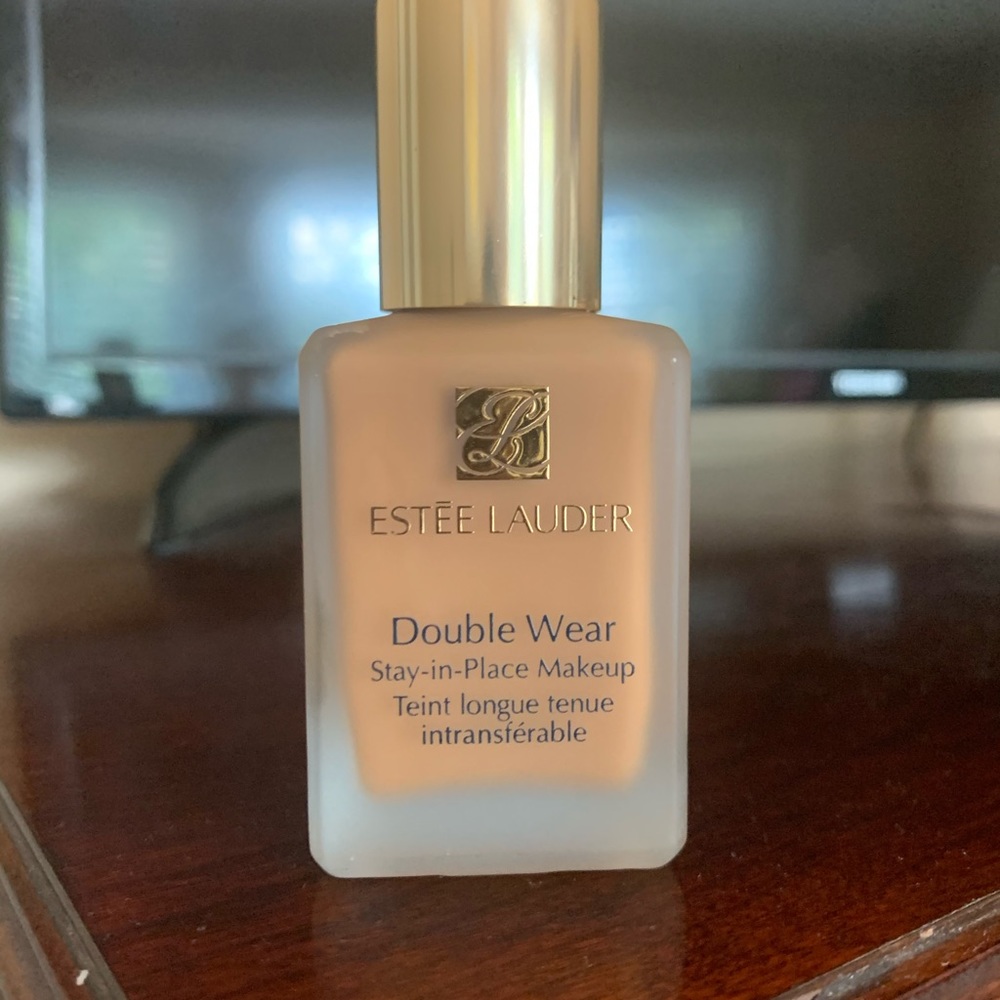 ESTĒE LAUDER
Double Wear
Stay-in-Place Makeup
Teint longue tenue
intransférable